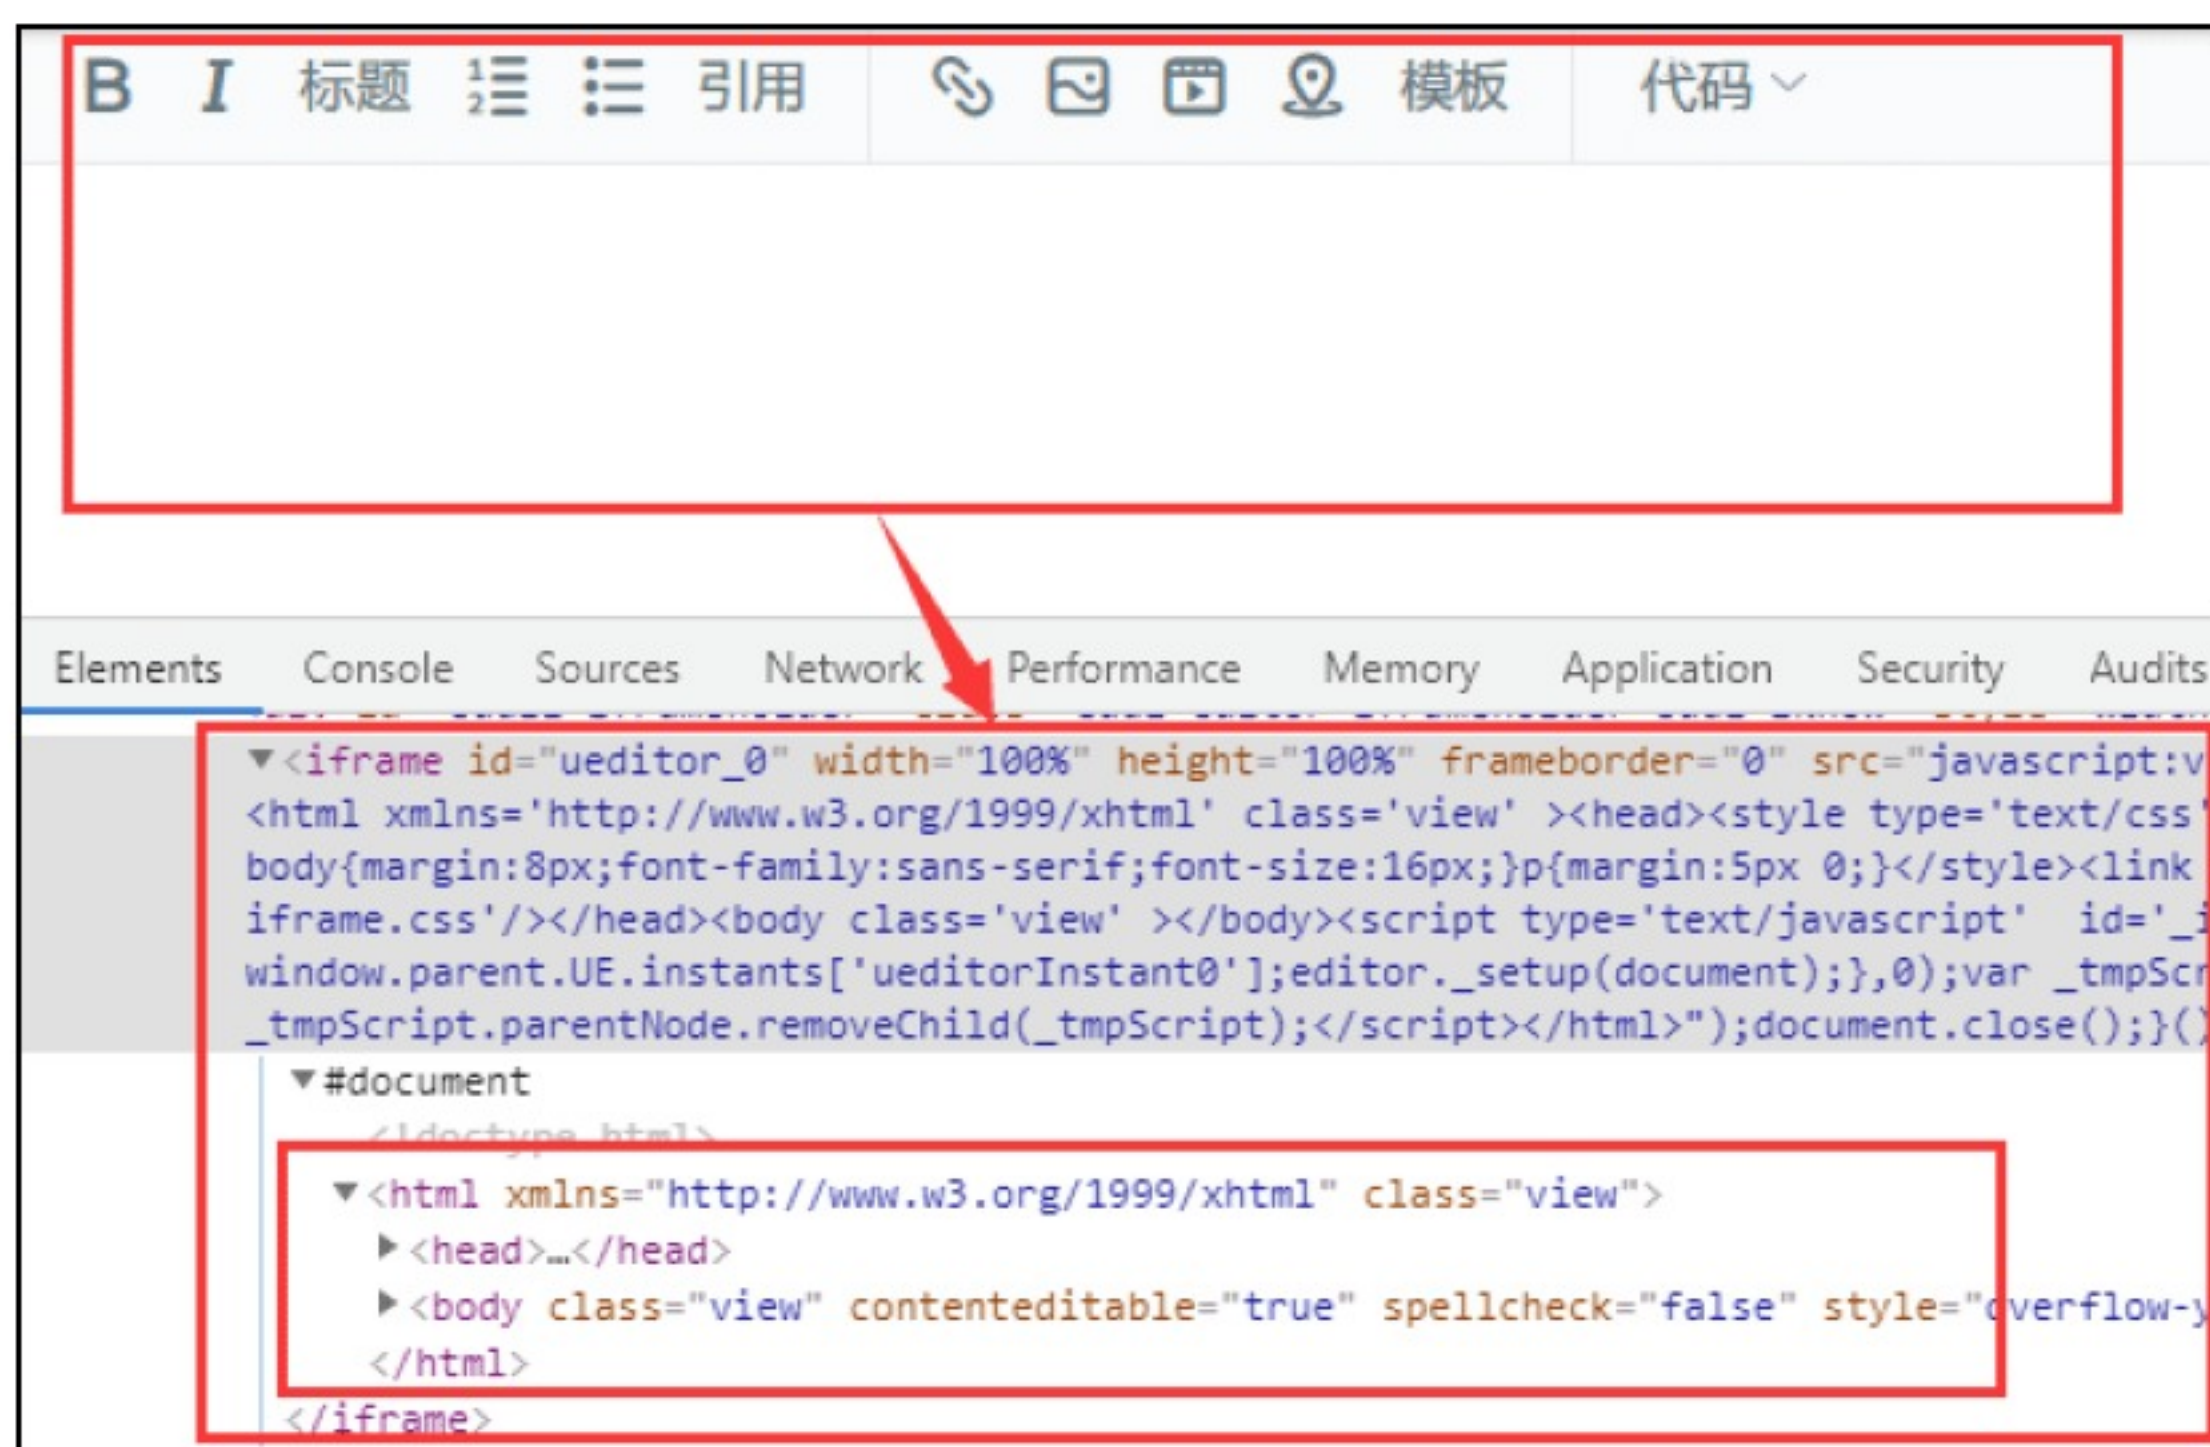 B I 标题 引用 模板 代码
Elements Console Sources Network Performance Memory Application Security Audits
▼<iframe id="ueditor_0" width="100%" height="100%" frameborder="0" src="javascript:v
<html xmlns='http://www.w3.org/1999/xhtml' class='view' ><head><style type='text/css'
body{margin:8px;font-family:sans-serif;font-size:16px;}p{margin:5px 0;}</style><link
iframe.css'/></head><body class='view' ></body><script type='text/javascript' id='_i
window.parent.UE.instants['ueditorInstant0'];editor._setup(document);},0);var _tmpScr
_tmpScript.parentNode.removeChild(_tmpScript);</script></html>");document.close();}()
▼#document
<!doctype html>
▼<html xmlns="http://www.w3.org/1999/xhtml" class="view">
▶<head>…</head>
▶<body class="view" contenteditable="true" spellcheck="false" style="overflow-y
</html>
</iframe>